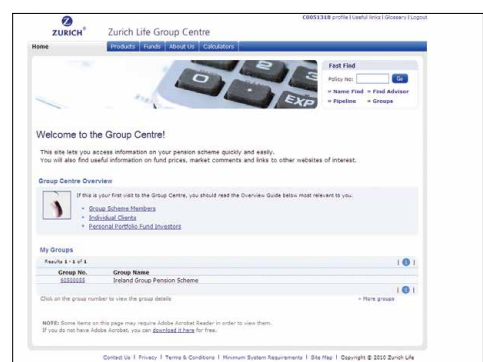 C0051310 profile | Useful links | Glossary | Logout
ZURICH®
Zurich Life Group Centre
Home Products Funds About Us Calculators
Fast Find
Policy No: Go
» Name Find » Find Advisor
» Pipeline » Groups
0
EXP
Welcome to the Group Centre!
This site lets you access information on your pension scheme quickly and easily.
You will also find useful information on fund prices, market comments and links to other websites of interest.
Group Centre Overview
If this is your first visit to the Group Centre, you should read the Overview Guide below most relevant to you:
Group Scheme Members
Individual Clients
Personal Portfolio Fund Investors
My Groups
Results 1 - 1 of 1 | 1 |
Group No. Group Name
Ireland Group Pension Scheme
| 1 |
Click on the group number to view the group details
» More groups
NOTE: Some items on this page may require Adobe Acrobat Reader in order to view them.
If you do not have Adobe Acrobat, you can download it here for free.
Contact Us | Privacy | Terms & Conditions | Minimum System Requirements | Site Map | Copyright © 2010 Zurich Life